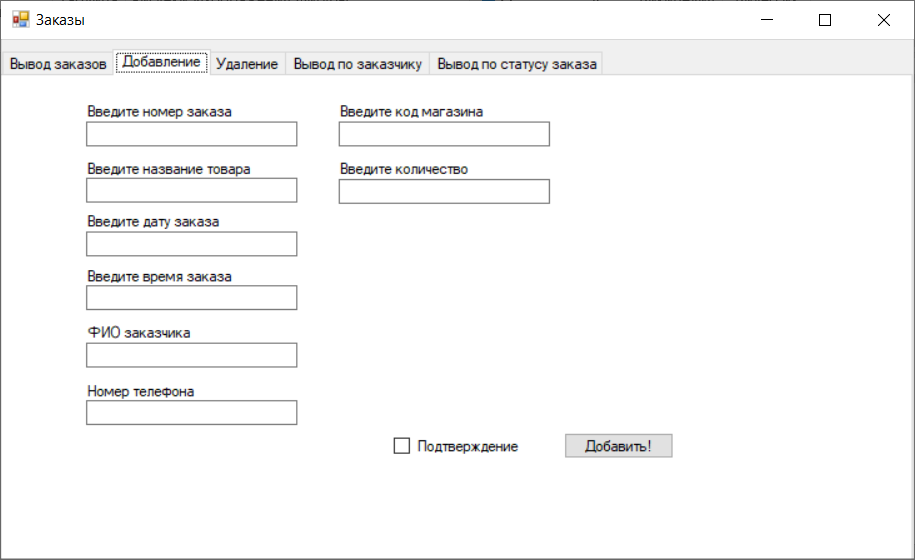 Заказы
Вывод заказов Добавление Удаление Вывод по заказчику Вывод по статусу заказа
Введите номер заказа Введите код магазина
Введите название товара Введите количество
Введите дату заказа
Введите время заказа
ФИО заказчика
Номер телефона
Подтверждение Добавить!